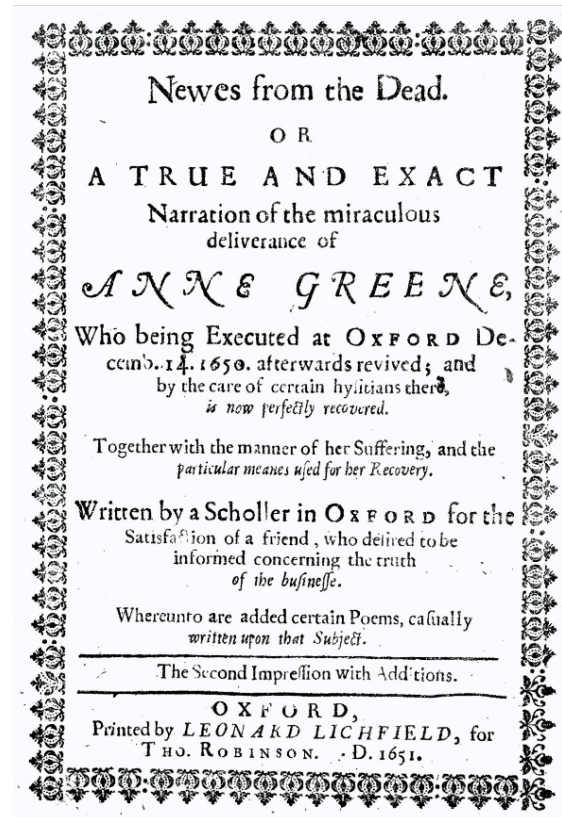 Newes from the Dead.
OR
A TRUE AND EXACT
Narration of the miraculous
deliverance of
ANNE GREENE,
Who being Executed at OXFORD De-
cemb. 14. 1650. afterwards revived; and
by the care of certain hysitians there,
is now perfectly recovered.
Together with the manner of her Suffering, and the
particular meanes uſed for her Recovery.
Written by a Scholler in OXFORD for the
Satisfaction of a friend, who deſired to be
informed concerning the truth
of the buſineſſe.
Whereunto are added certain Poems, caſually
written upon that Subject.
The Second Impreſſion with Additions.
OXFORD,
Printed by LEONARD LICHFIELD, for
THO. ROBINSON. . D. 1651.